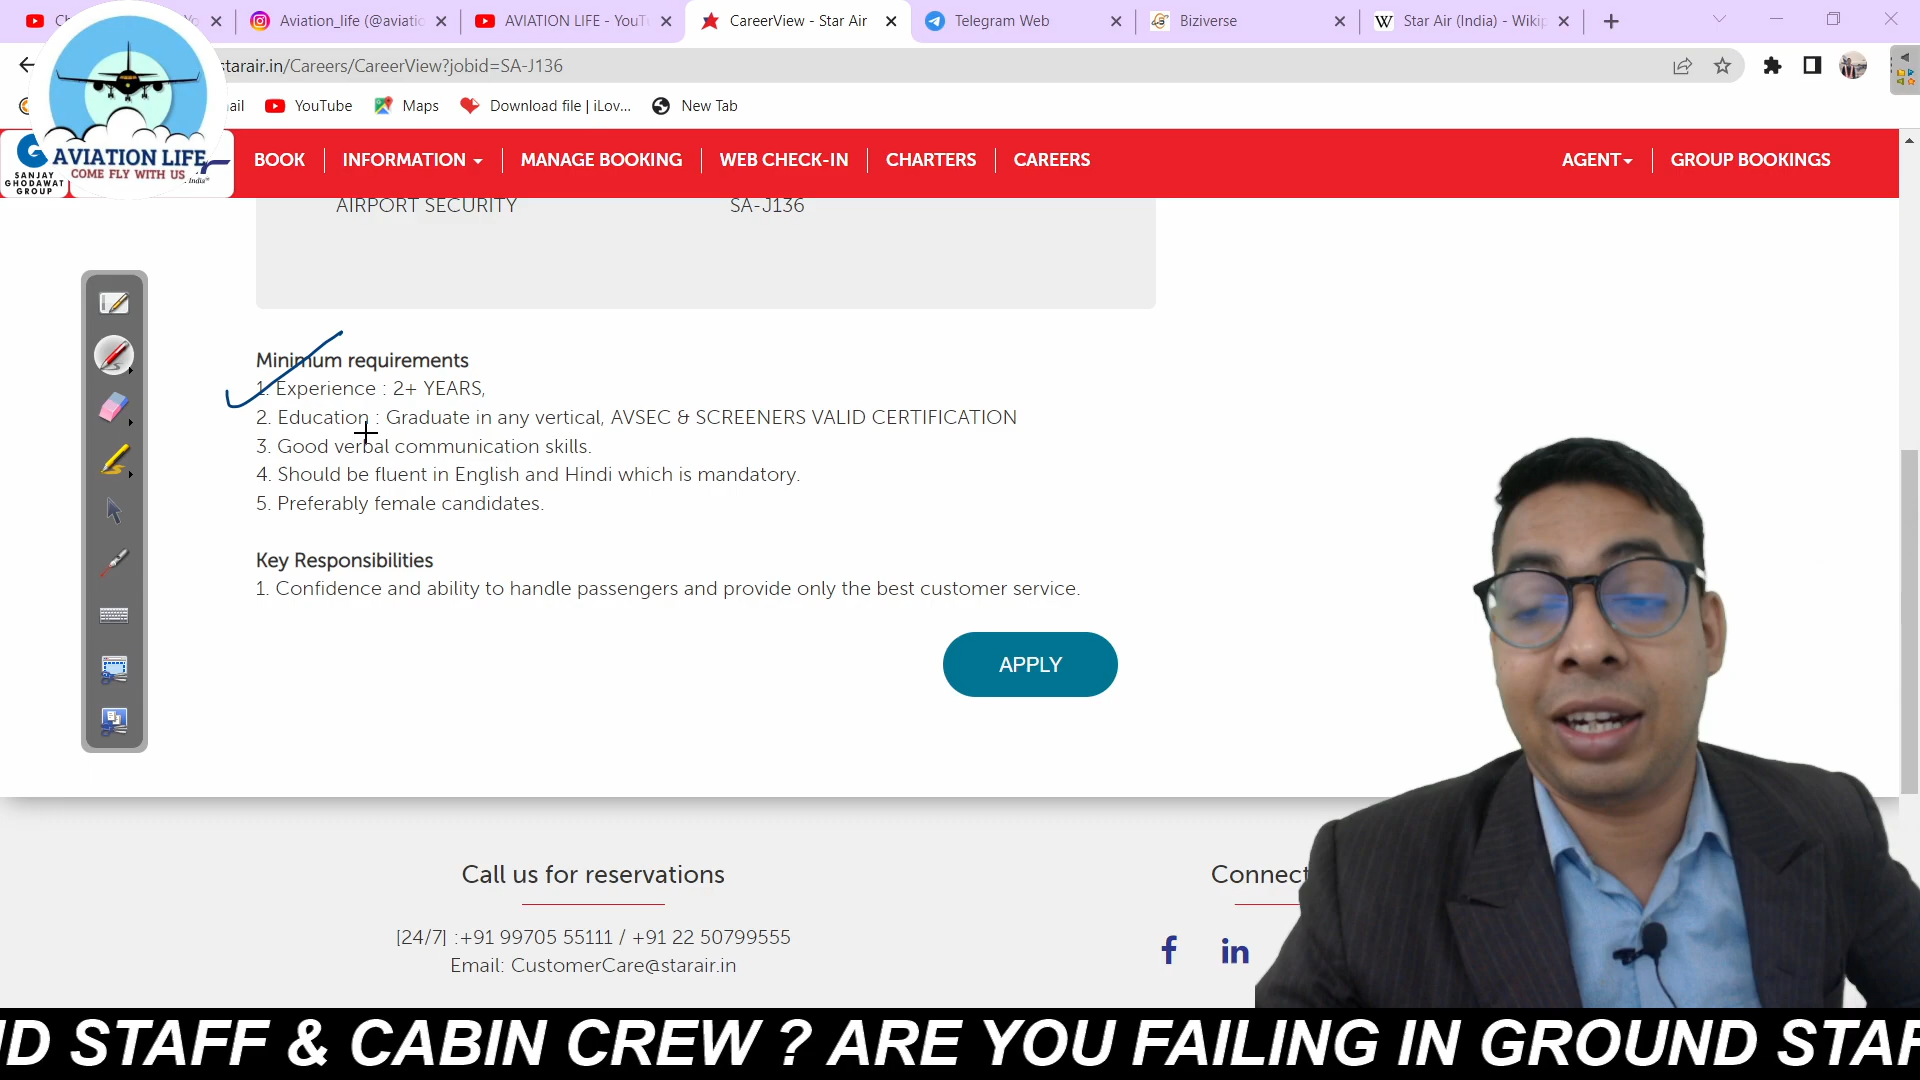 Aviation_life (@aviatio
AVIATION LIFE - YouT
CareerView - Star Air
Telegram Web
Biziverse
Star Air (India) - Wikip
starair.in/Careers/CareerView?jobid=SA-J136
YouTube
Maps
Download file | iLov...
New Tab
AVIATION LIFE
COME FLY WITH US
SANJAY
GHODAWAT
GROUP
India
BOOK
INFORMATION
MANAGE BOOKING
WEB CHECK-IN
CHARTERS
CAREERS
AGENT
GROUP BOOKINGS
AIRPORT SECURITY
SA-J136
Minimum requirements
1. Experience : 2+ YEARS,
2. Education : Graduate in any vertical, AVSEC & SCREENERS VALID CERTIFICATION
3. Good verbal communication skills.
4. Should be fluent in English and Hindi which is mandatory.
5. Preferably female candidates.
Key Responsibilities
1. Confidence and ability to handle passengers and provide only the best customer service.
APPLY
Call us for reservations
[24/7] :+91 99705 55111 / +91 22 50799555
Email: CustomerCare@starair.in
Connect
f
in
ND STAFF & CABIN CREW ? ARE YOU FAILING IN GROUND STAF